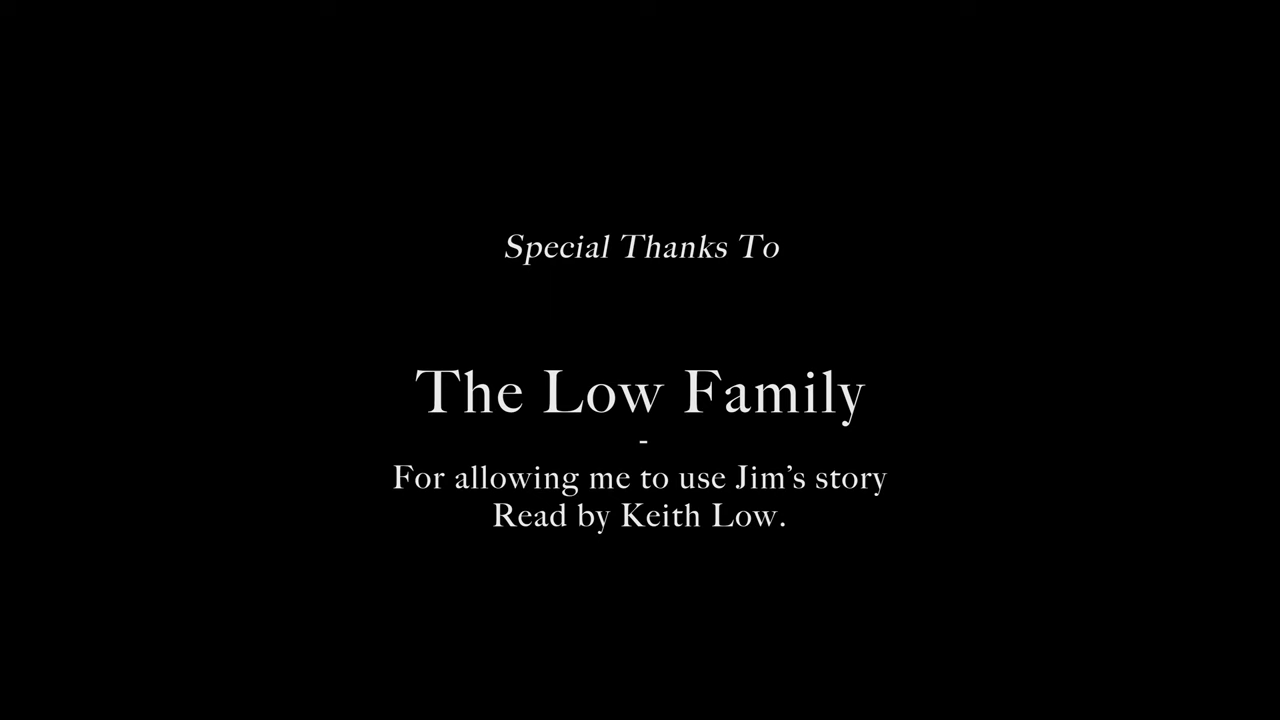 Special Thanks To
The Low Family
-
For allowing me to use Jim’s story
Read by Keith Low.